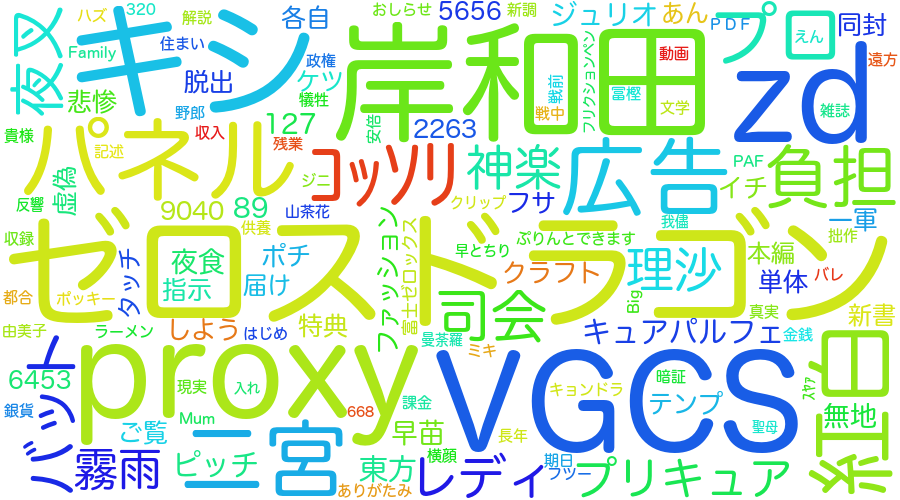 ハズ 320 解説 各自 おしらせ 5656 新調 ジュリオ あん プロ PDF えん 同封
夜叉 Family 住まい キシン 政権 岸和田 動画 遠方
悲惨 脱出 ケツ 犠牲 戦前 冨樫 フリクションペン zd
野郎 戦中 文学 雑誌
貴様 収入 127 2263 安倍
パネル 残業 コッソリ 神楽 広告 PAF 負担
記述 ジニ イチ
反響 虚偽 9040 89 山茶花 クリップ フサ 我儘 一軍
収録 ゼロストドラゴン 供養 早とちり ぷりんとできます 本編 拙作
夜食 ポチ ファッション 富士ゼロックス 理沙 単体 バレ
タッチ 指示 届け クラフト
都合 ポッキー 特典 司会 Big 真実 新書
由美子 ラーメン しよう はじめ 曼荼羅 キュアパルフェ 金銭
バット proxy ミキ VGCS 紅白
6453 現実 入れ キョンドラ 暗証 ｽﾔｧ
銀貨 Mum 668 課金 テンプ 無地
ご覧 二宮 早苗 長年 聖母
霧雨 ピッチ 東方 横顔 レディ 期日 プリキュア
ありがたみ フツー